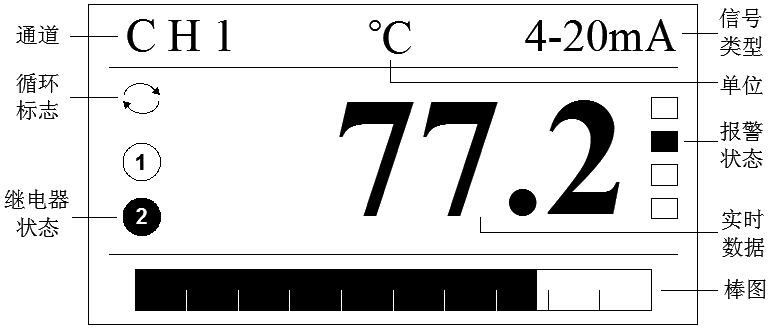 通道
C H 1
℃
4-20mA
信号
类型
循环
标志
单位
77.2
报警
状态
1
继电器
状态
2
实时
数据
棒图